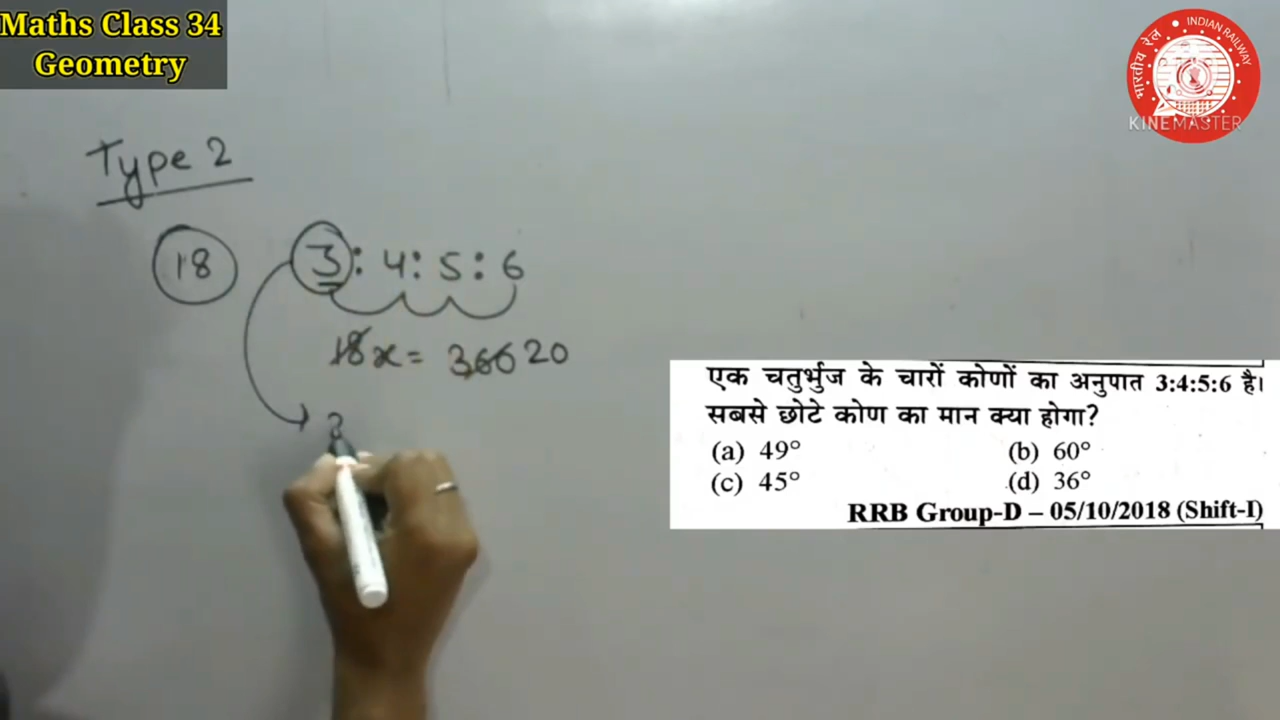 Maths Class 34
Geometry
INDIAN RAILWAY
भारतीय रेल
KINEMASTER
Type 2
18
3:4:5:6
18x = 360 20
एक चतुर्भुज के चारों कोणों का अनुपात 3:4:5:6 है।
सबसे छोटे कोण का मान क्या होगा?
(a) 49° (b) 60°
(c) 45° (d) 36°
RRB Group-D – 05/10/2018 (Shift-I)